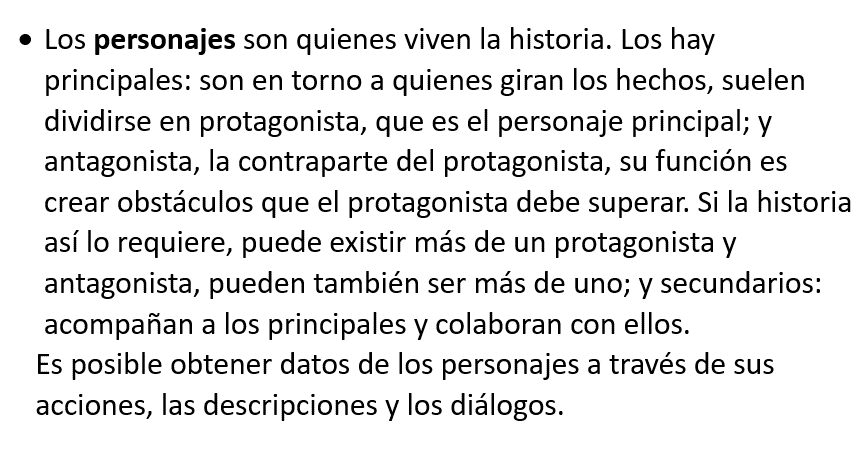 • Los personajes son quienes viven la historia. Los hay
principales: son en torno a quienes giran los hechos, suelen
dividirse en protagonista, que es el personaje principal; y
antagonista, la contraparte del protagonista, su función es
crear obstáculos que el protagonista debe superar. Si la historia
así lo requiere, puede existir más de un protagonista y
antagonista, pueden también ser más de uno; y secundarios:
acompañan a los principales y colaboran con ellos.
Es posible obtener datos de los personajes a través de sus
acciones, las descripciones y los diálogos.